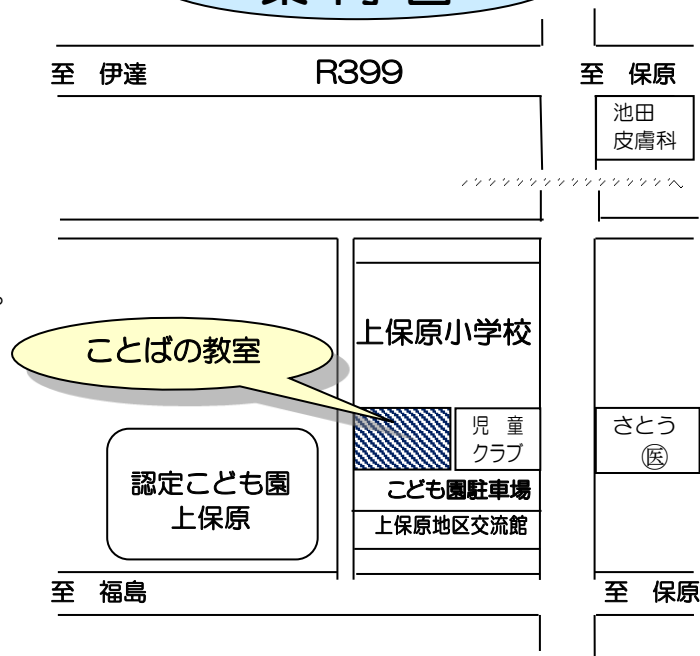 至 伊達
R399
至 保原
池田
皮膚科
上保原小学校
ことばの教室
児 童
クラブ
さとう
㊩
認定こども園
上保原
こども園駐車場
上保原地区交流館
至 福島
至 保原